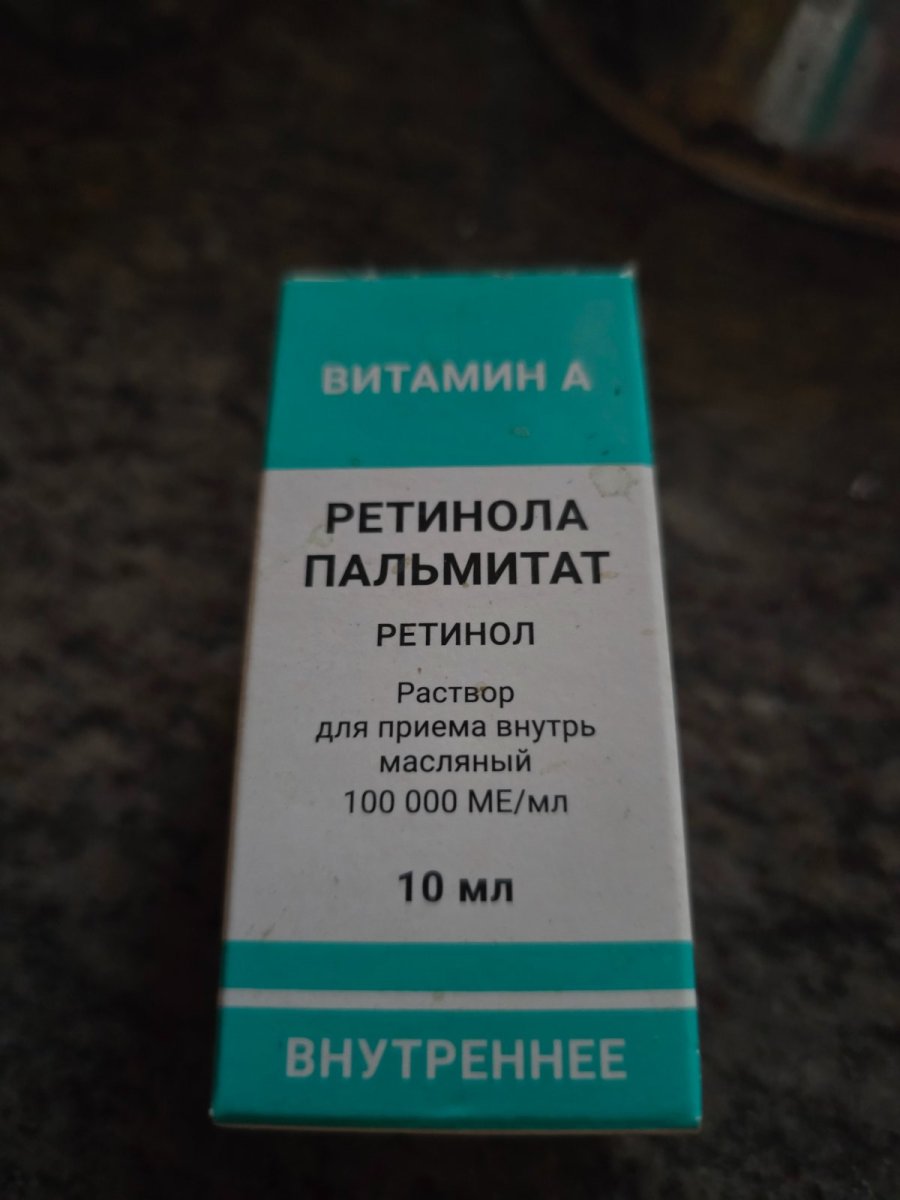 ВИТАМИН А
РЕТИНОЛА
ПАЛЬМИТАТ
РЕТИНОЛ
Раствор
для приема внутрь
масляный
100 000 МЕ/мл
10 мл
ВНУТРЕННЕЕ